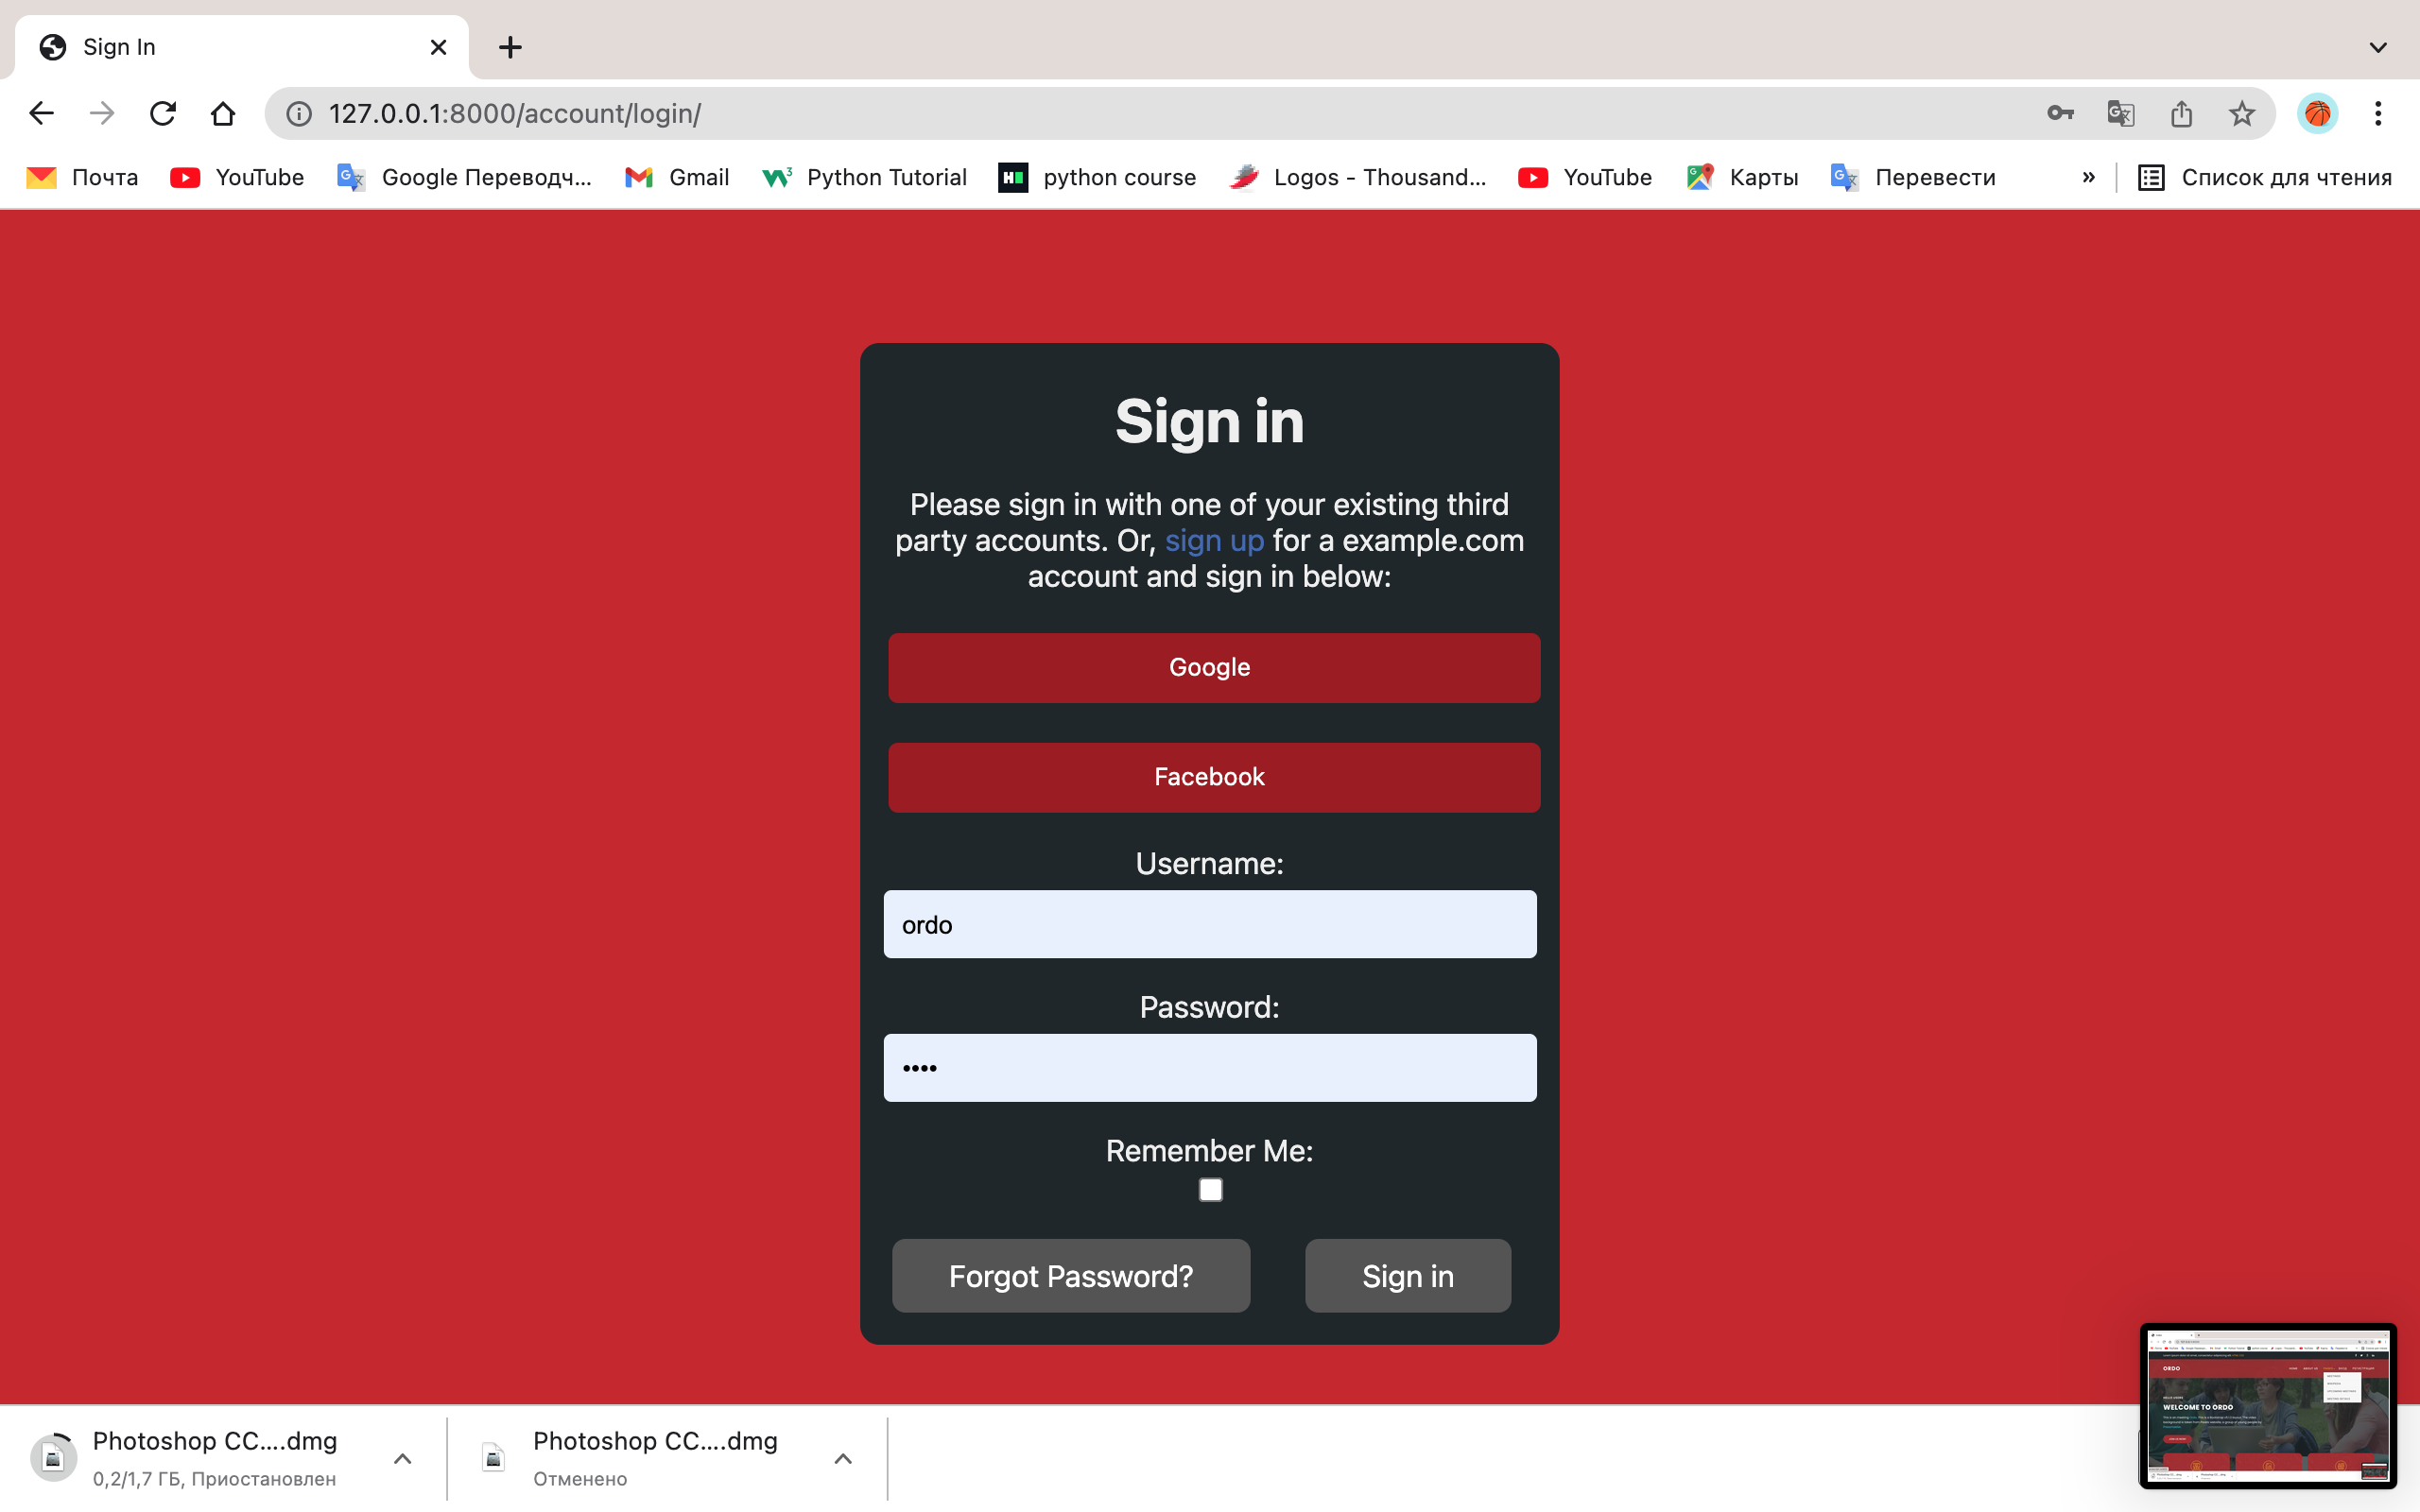 Sign In
127.0.0.1:8000/account/login/
Почта
YouTube
Google Переводч...
Gmail
Python Tutorial
python course
Logos - Thousand...
YouTube
Карты
Перевести
»
Список для чтения
Sign in
Please sign in with one of your existing third
party accounts. Or, sign up for a example.com
account and sign in below:
Google
Facebook
Username:
ordo
Password:
••••
Remember Me:
Forgot Password?
Sign in
Photoshop CC....dmg
0,2/1,7 ГБ, Приостановлен
Photoshop CC....dmg
Отменено
ORDO
WELCOME TO ORDO